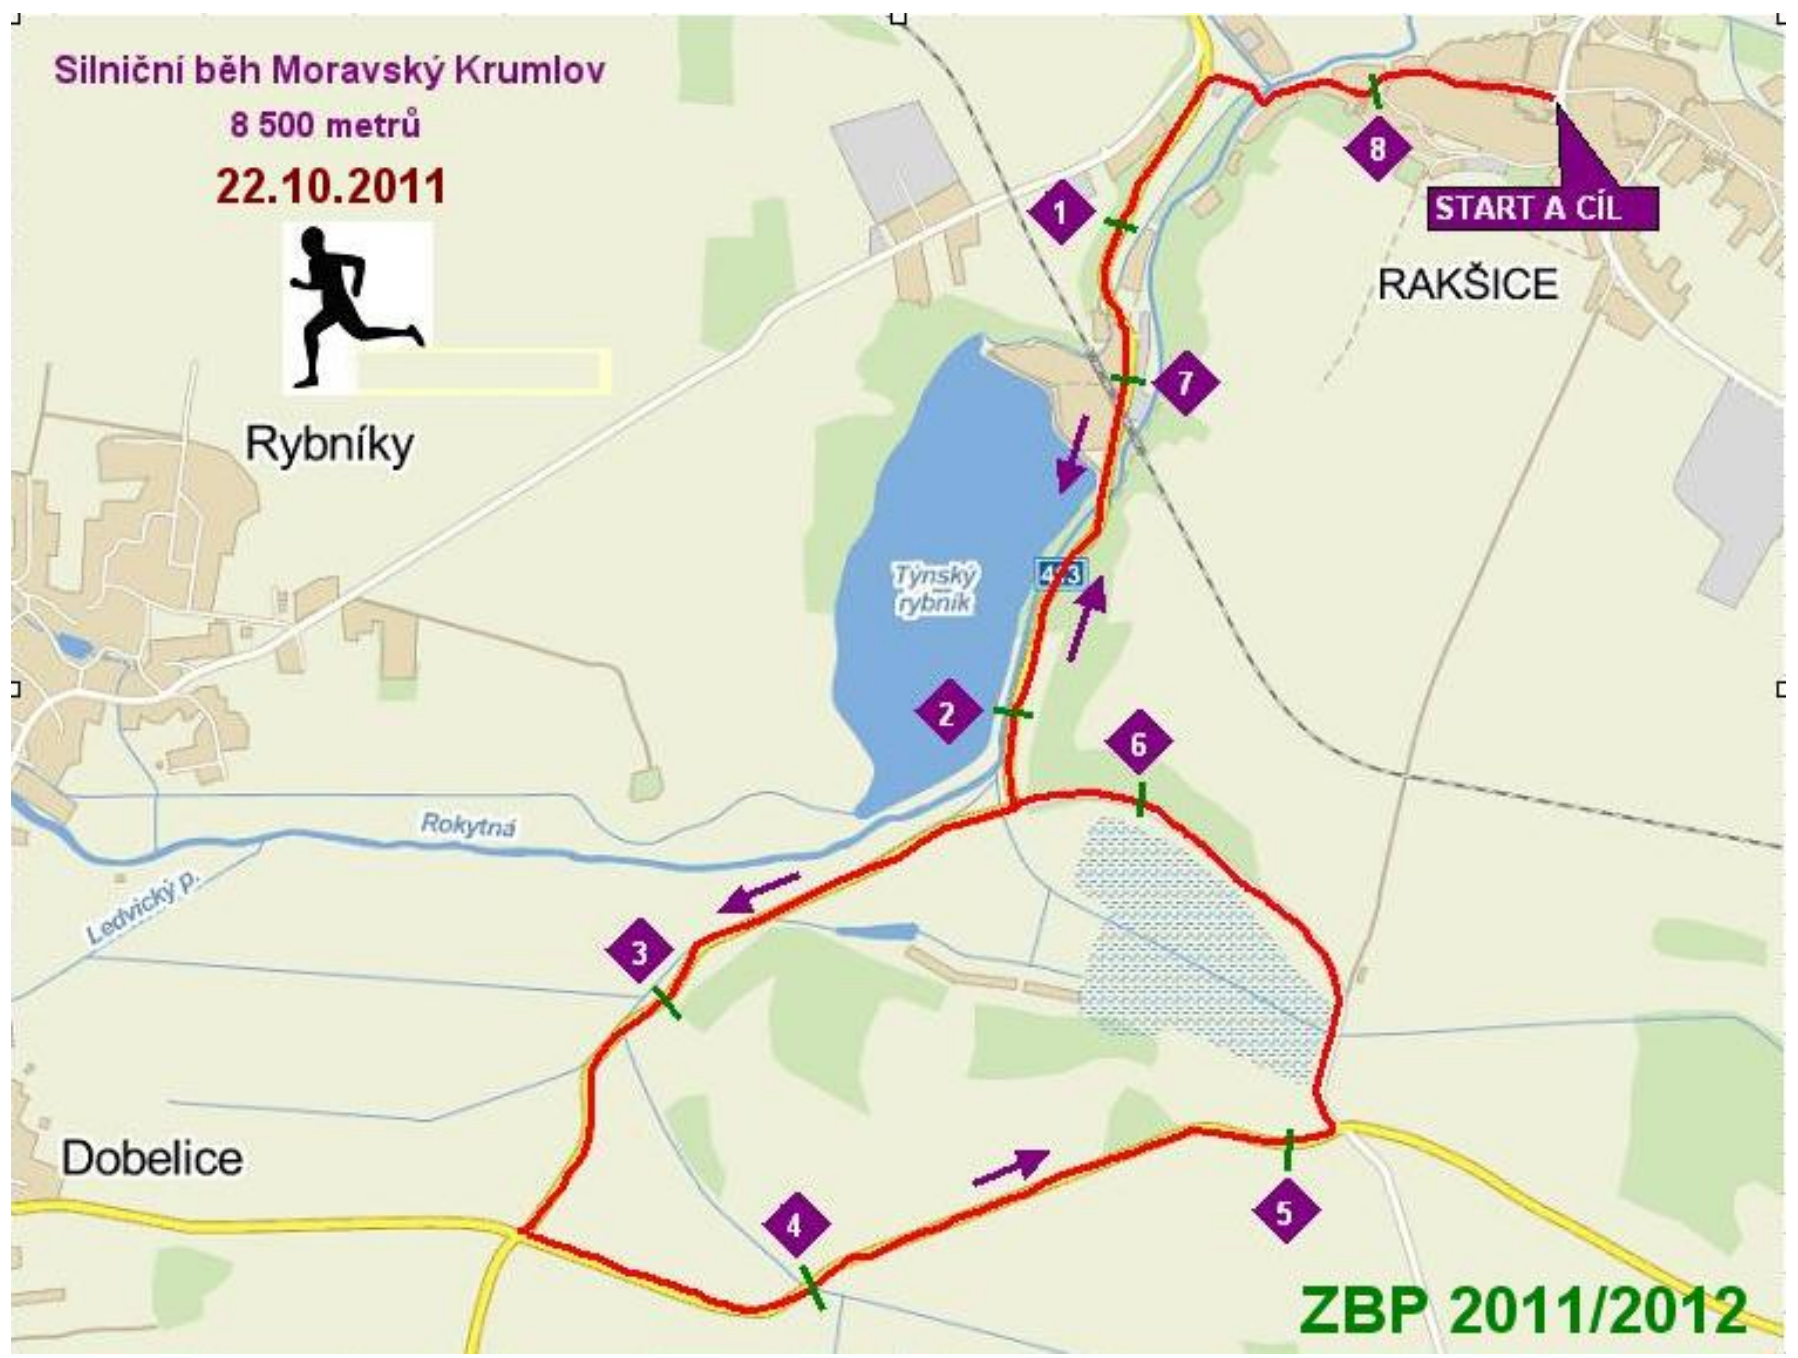 Silniční běh Moravský Krumlov
8 500 metrů
22.10.2011
8
1
START A CÍL
RAKŠICE
7
Rybníky
Týnský
rybník
2
6
Rokytná
Ledvický p.
3
Dobelice
4
5
ZBP 2011/2012